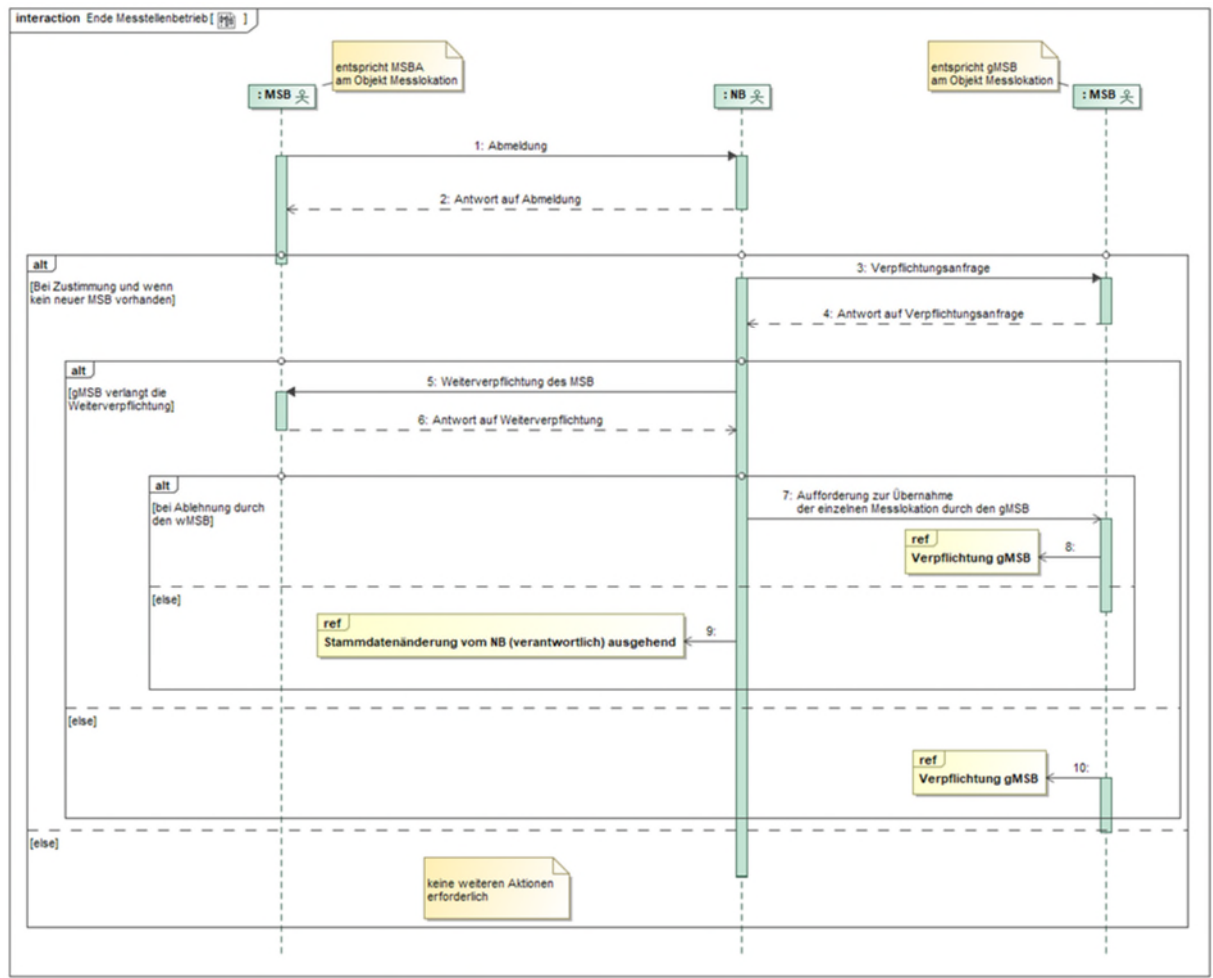 interaction Ende Messtellenbetrieb [ ]
entspricht MSBA
am Objekt Messlokation
entspricht gMSB
am Objekt Messlokation
: MSB
: NB
: MSB
1: Abmeldung
2: Antwort auf Abmeldung
alt
[Bei Zustimmung und wenn
kein neuer MSB vorhanden]
3: Verpflichtungsanfrage
4: Antwort auf Verpflichtungsanfrage
alt
[gMSB verlangt die
Weiterverpflichtung]
5: Weiterverpflichtung des MSB
6: Antwort auf Weiterverpflichtung
alt
[bei Ablehnung durch
den wMSB]
7: Aufforderung zur Übernahme
der einzelnen Messlokation durch den gMSB
ref
Verpflichtung gMSB
8:
[else]
ref
Stammdatenänderung vom NB (verantwortlich) ausgehend
9:
[else]
ref
Verpflichtung gMSB
10:
[else]
keine weiteren Aktionen
erforderlich